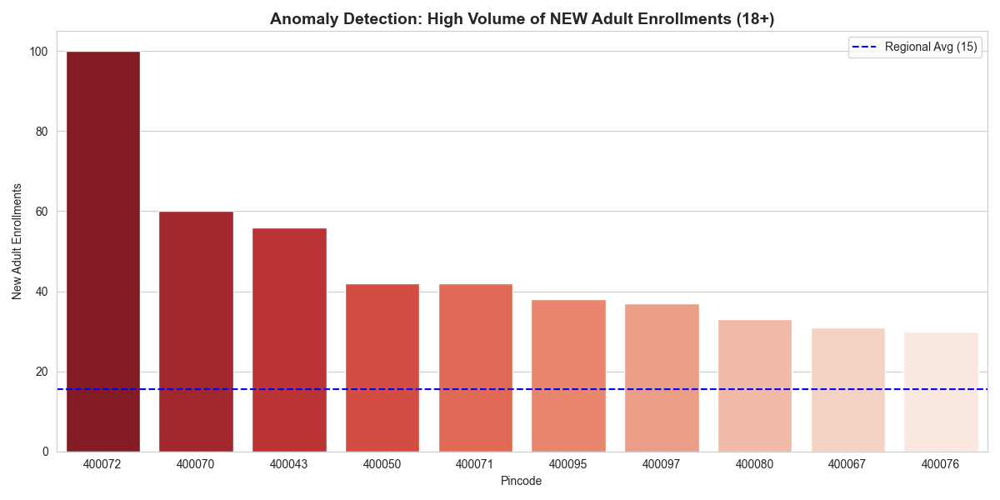 Anomaly Detection: High Volume of NEW Adult Enrollments (18+)
Regional Avg (15)
100
80
60
40
20
0
New Adult Enrollments
400072 400070 400043 400050 400071 400095 400097 400080 400067 400076
Pincode